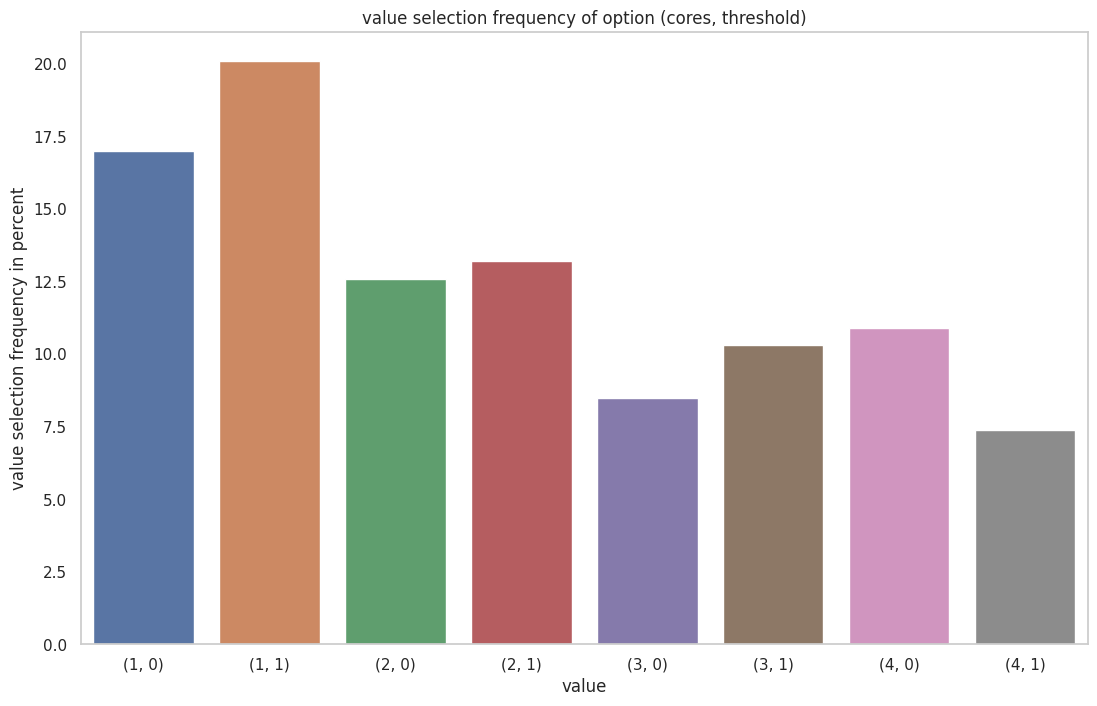 value selection frequency of option (cores, threshold)
value selection frequency in percent
20.0
17.5
15.0
12.5
10.0
7.5
5.0
2.5
0.0
(1, 0) (1, 1) (2, 0) (2, 1) (3, 0) (3, 1) (4, 0) (4, 1)
value